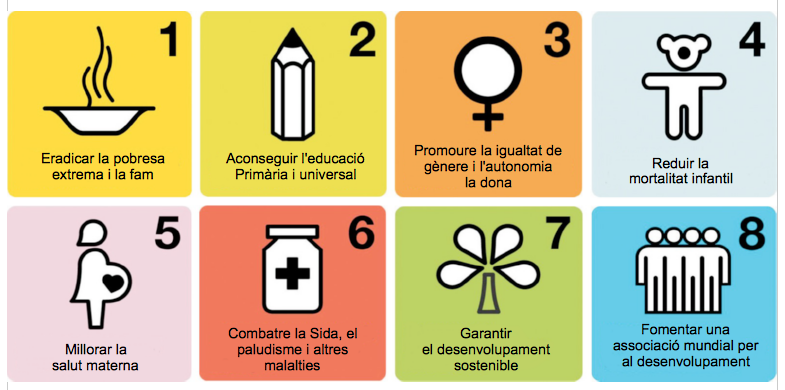 1
Eradicar la pobresa
extrema i la fam
2
Aconseguir l'educació
Primària i universal
3
Promoure la igualtat de
gènere i l'autonomia
la dona
4
Reduir la
mortalitat infantil
5
Millorar la
salut materna
6
Combatre la Sida, el
paludisme i altres
malalties
7
Garantir
el desenvolupament
sostenible
8
Fomentar una
associació mundial per
al desenvolupament